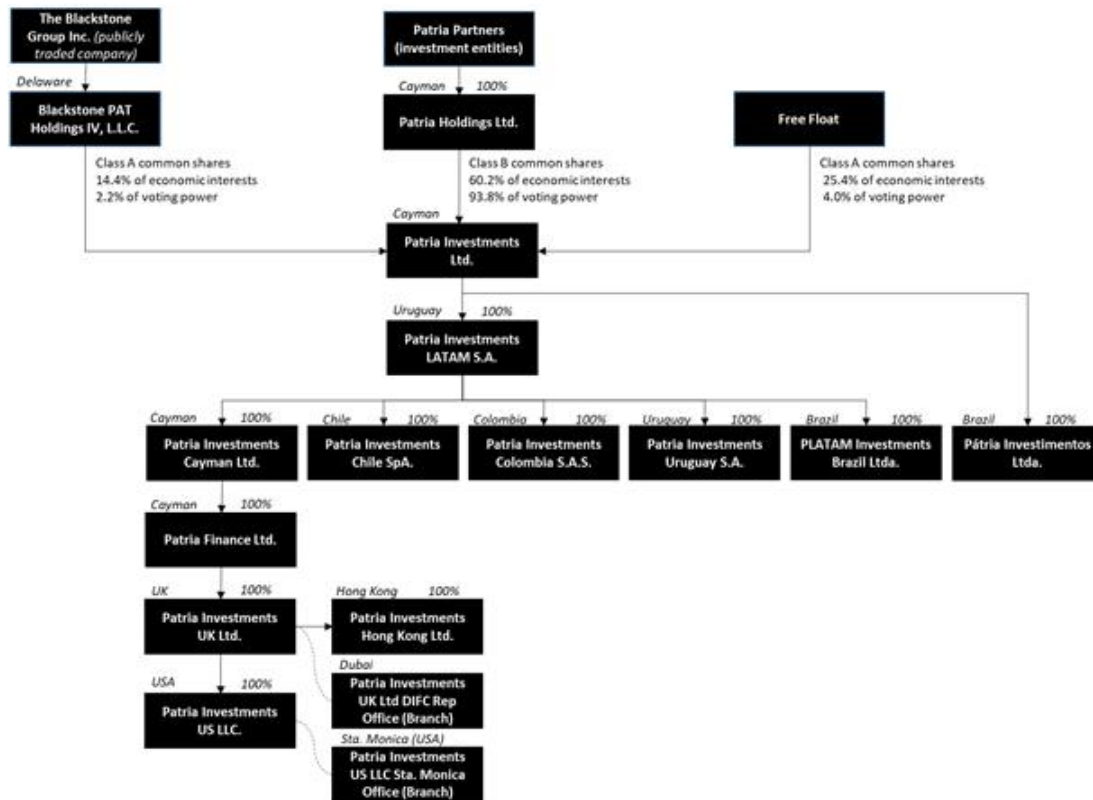 The Blackstone
Group Inc. (publicly
traded company)
Patria Partners
(investment entities)
Delaware
Cayman 100%
Blackstone PAT
Holdings IV, L.L.C.
Patria Holdings Ltd.
Free Float
Class A common shares
14.4% of economic interests
2.2% of voting power
Class B common shares
60.2% of economic interests
93.8% of voting power
Class A common shares
25.4% of economic interests
4.0% of voting power
Cayman
Patria Investments
Ltd.
Uruguay 100%
Patria Investments
LATAM S.A.
Cayman 100%
Patria Investments
Cayman Ltd.
Chile 100%
Patria Investments
Chile SpA.
Colombia 100%
Patria Investments
Colombia S.A.S.
Uruguay 100%
Patria Investments
Uruguay S.A.
Brazil 100%
PLATAM Investments
Brazil Ltda.
Brazil 100%
Pátria Investimentos
Ltda.
Cayman 100%
Patria Finance Ltd.
UK 100%
Patria Investments
UK Ltd.
Hong Kong 100%
Patria Investments
Hong Kong Ltd.
Dubai
Patria Investments
UK Ltd DIFC Rep
Office (Branch)
USA 100%
Patria Investments
US LLC.
Sta. Monica (USA)
Patria Investments
US LLC Sta. Monica
Office (Branch)